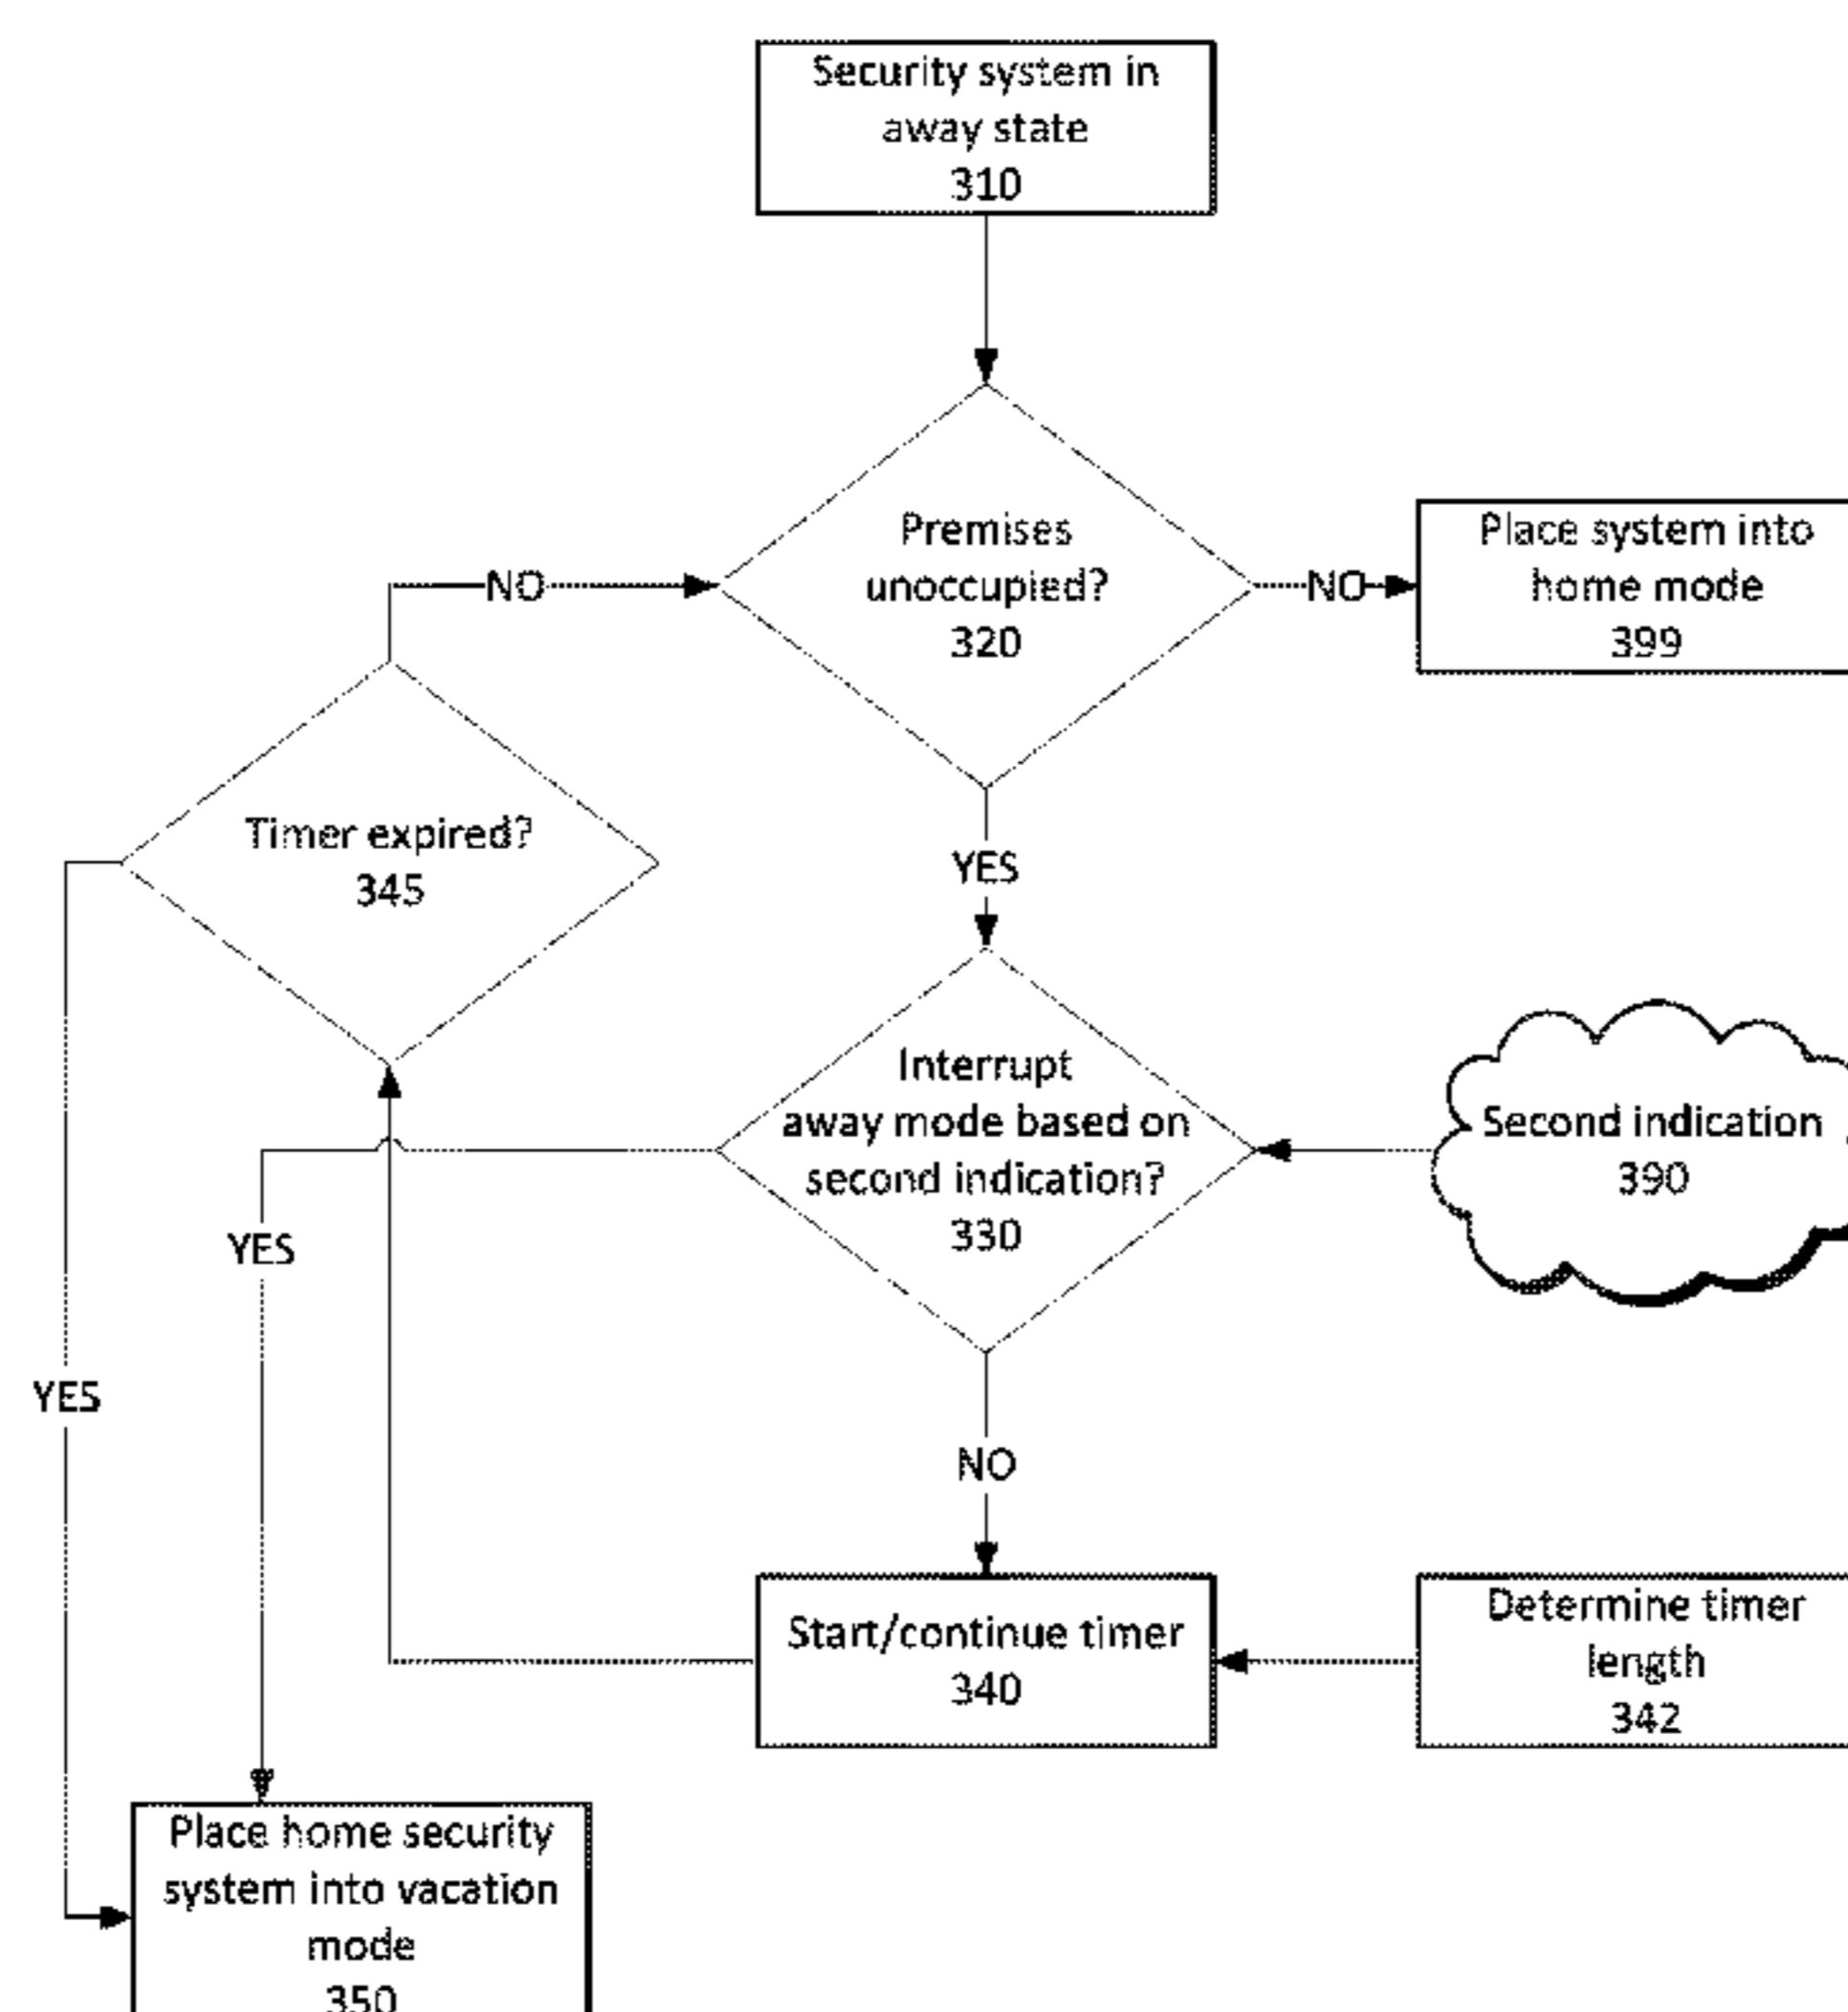 Security system in
away state
310
Premises
unoccupied?
320
NO
NO
Place system into
home mode
399
Timer expired?
345
YES
Interrupt
away mode based on
second indication?
330
Second indication
390
YES
YES
NO
Start/continue timer
340
Determine timer
length
342
Place home security
system into vacation
mode
350